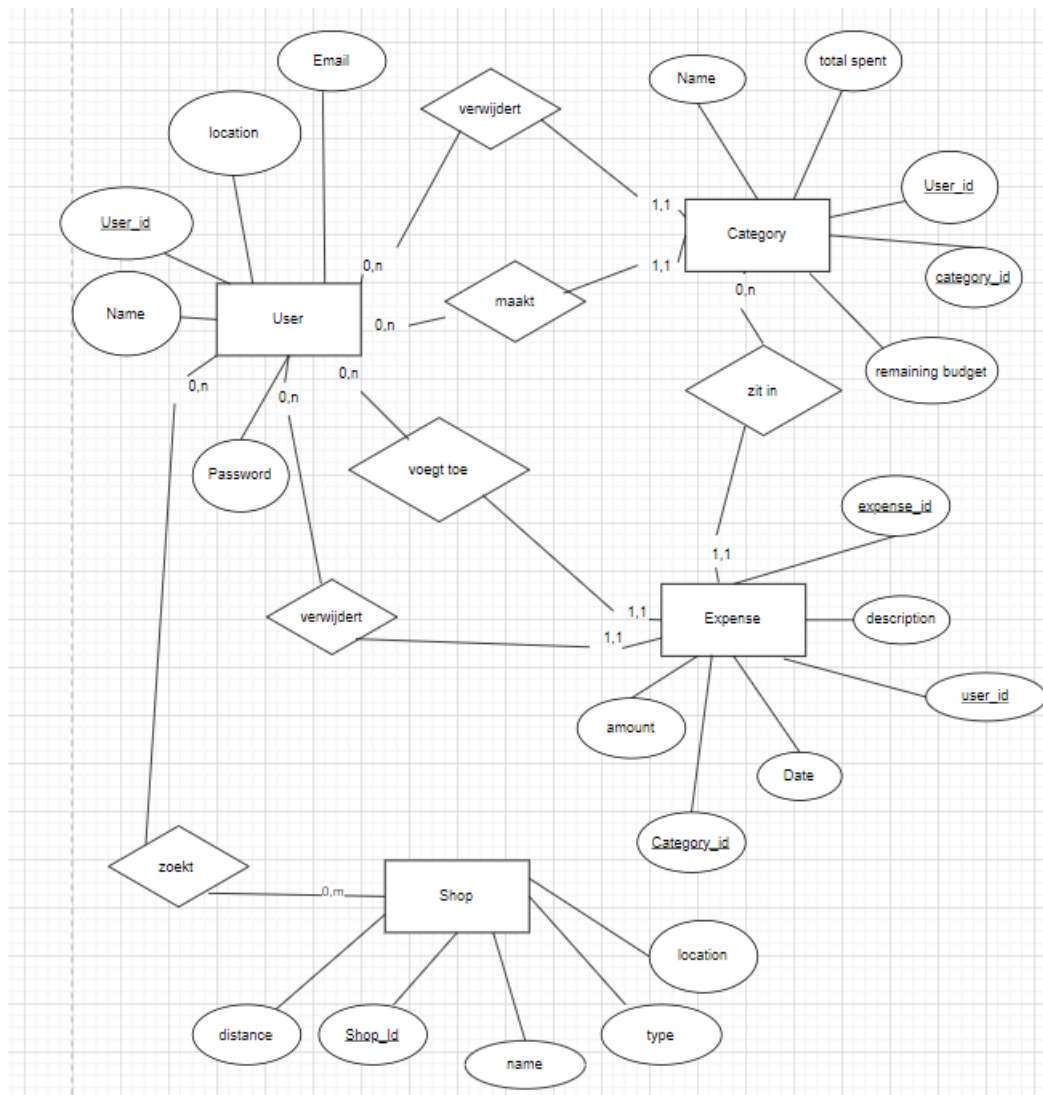 Email
total spent
Name
verwijdert
location
User_id
1,1
User_id
Category
0,n
1,1
category_id
0,n
maakt
Name
User
0,n
0,n
remaining budget
0,n
0,n
zit in
Password
voegt toe
expense_id
1,1
verwijdert
1,1
Expense
description
1,1
user_id
amount
Date
Category_id
zoekt
0,m
Shop
location
distance
Shop_Id
type
name